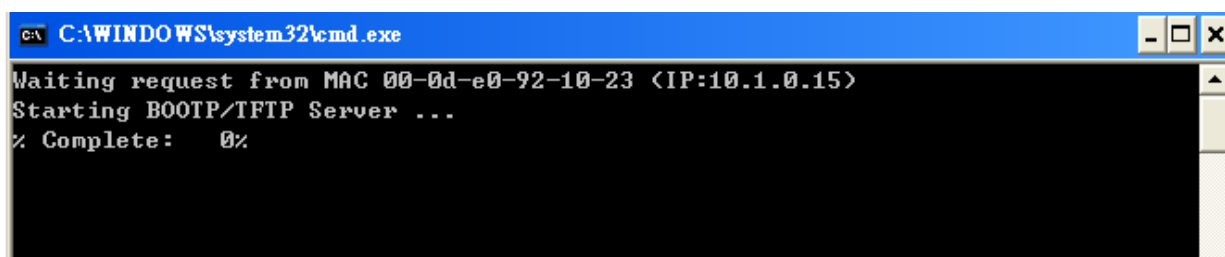 C:\WINDOWS\system32\cmd.exe
Waiting request from MAC 00-0d-e0-92-10-23 (IP:10.1.0.15)
Starting BOOTP/TFTP Server ...
% Complete:   0%